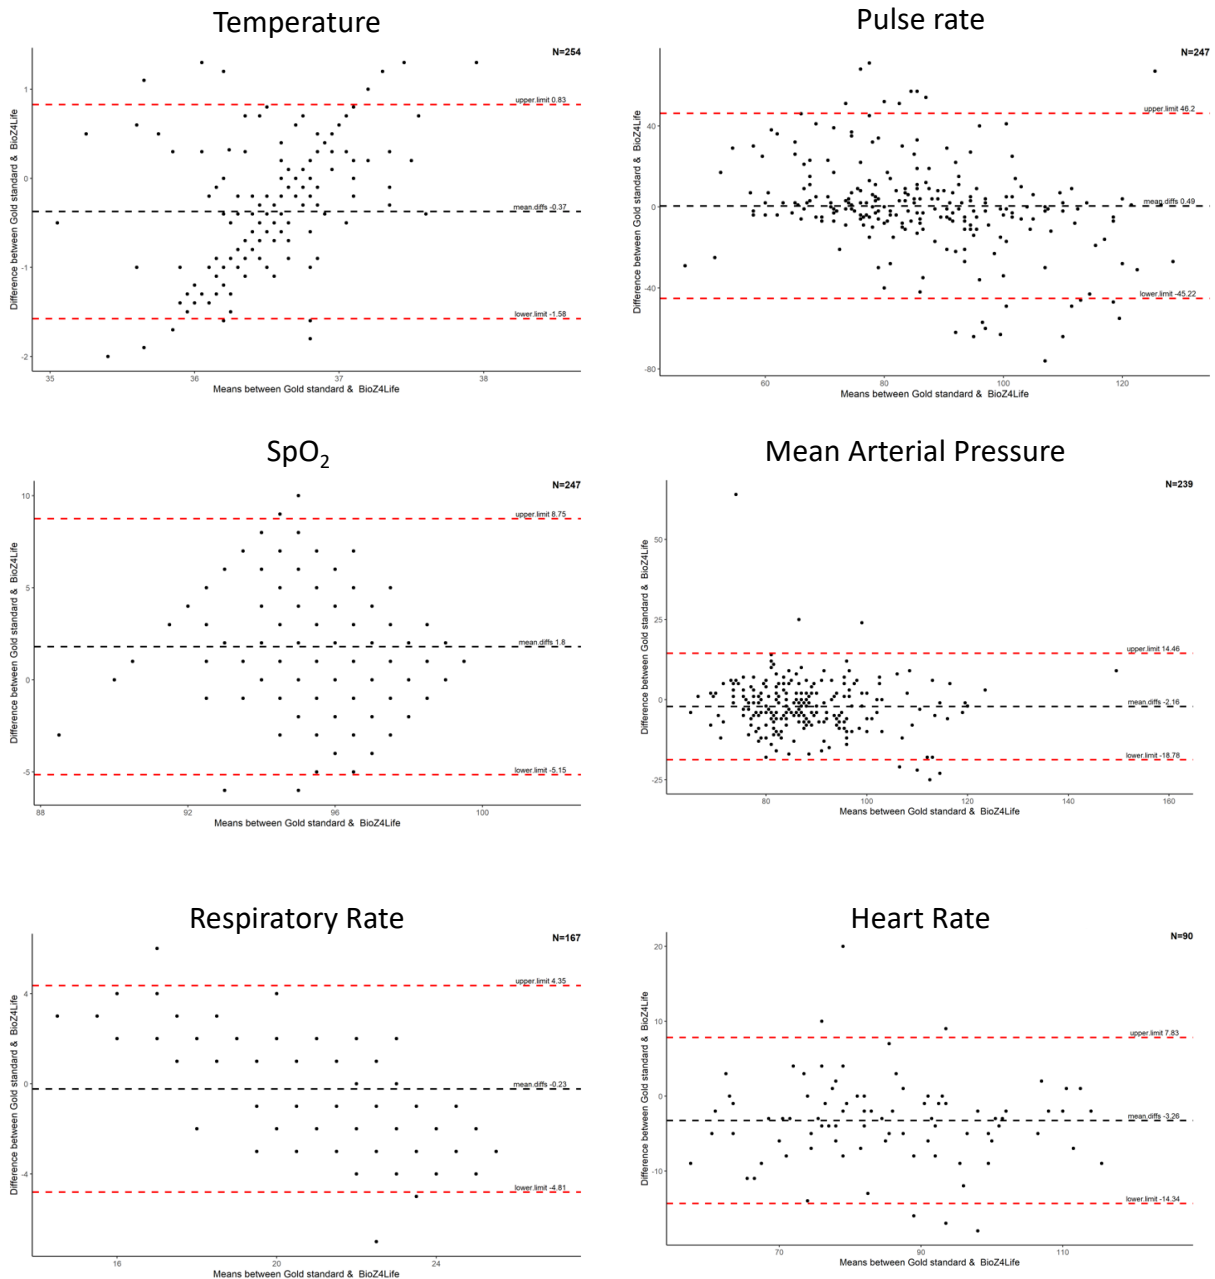 Temperature
N=254
upper.limit 0.83
mean.diffs -0.37
lower.limit -1.58
1
0
-1
-2
35
36
37
38
Difference between Gold standard & BioZ4Life
Means between Gold standard & BioZ4Life
Pulse rate
N=247
upper.limit 46.2
mean.diffs 0.49
lower.limit -45.22
40
0
-40
-80
60
80
100
120
Difference between Gold standard & BioZ4Life
Means between Gold standard & BioZ4Life
SpO₂
N=247
upper.limit 8.75
mean.diffs 1.8
lower.limit -5.15
10
5
0
-5
88
92
96
100
Difference between Gold standard & BioZ4Life
Means between Gold standard & BioZ4Life
Mean Arterial Pressure
N=239
upper.limit 14.46
mean.diffs -2.16
lower.limit -18.78
50
25
0
-25
80
100
120
140
160
Difference between Gold standard & BioZ4Life
Means between Gold standard & BioZ4Life
Respiratory Rate
N=167
upper.limit 4.35
mean.diffs -0.23
lower.limit -4.81
4
0
-4
16
20
24
Difference between Gold standard & BioZ4Life
Means between Gold standard & BioZ4Life
Heart Rate
N=90
upper.limit 7.83
mean.diffs -3.26
lower.limit -14.34
20
10
0
-10
70
90
110
Difference between Gold standard & BioZ4Life
Means between Gold standard & BioZ4Life